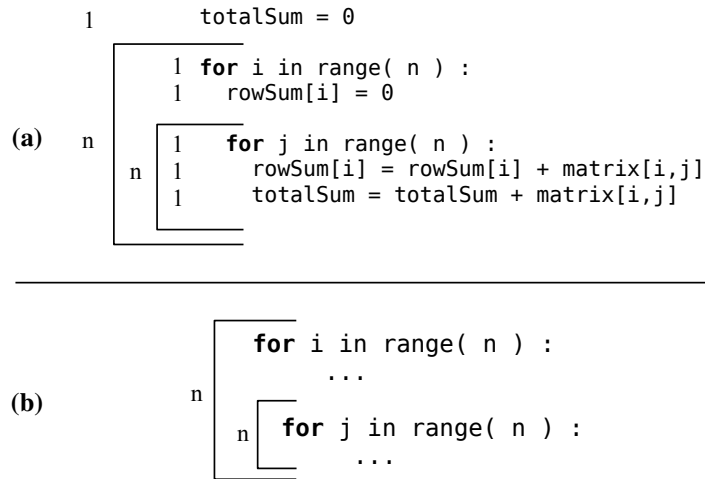 1 totalSum = 0
1 for i in range( n ) :
1 rowSum[i] = 0
(a) n
n
1 for j in range( n ) :
1 rowSum[i] = rowSum[i] + matrix[i,j]
1 totalSum = totalSum + matrix[i,j]
for i in range( n ) :
...
(b) n
n for j in range( n ) :
...